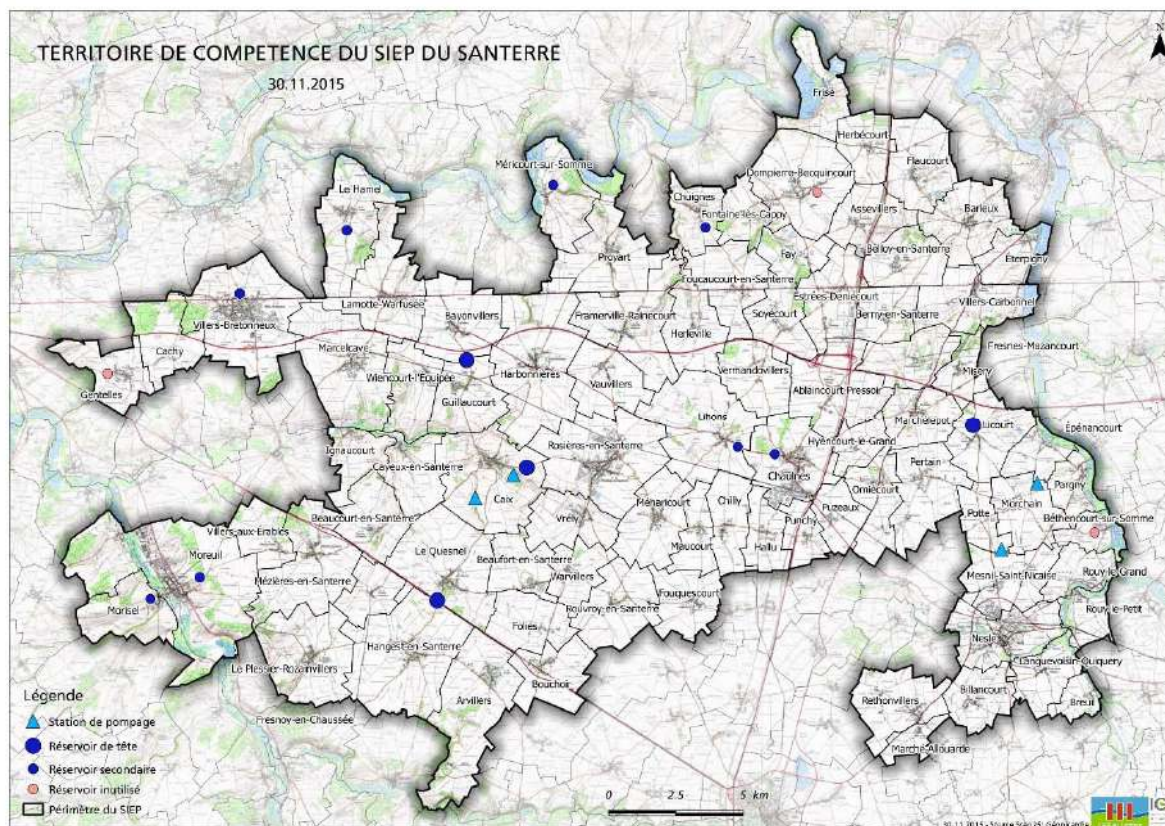 TERRITOIRE DE COMPETENCE DU SIEP DU SANTERRE
30.11.2015
N
Frise
Herbécourt
Flaucourt
Méricourt-sur-Somme
Dompierre-Becquincourt
Le Hamel
Chuignes
Fontaine-lès-Cappy
Assevillers
Barleux
Proyart
Fay
Belloy-en-Santerre
Eterpigny
Foucaucourt-en-Santerre
Estrées-Deniécourt
Villers-Carbonnel
Lamotte-Warfusée
Bayonvillers
Framerville-Rainecourt
Soyécourt
Berny-en-Santerre
Villers-Bretonneux
Herleville
Fresnes-Mazancourt
Cachy
Marcelcave
Wiencourt-l'Equipée
Harbonnières
Vauvillers
Vermandovillers
Misery
Gentelles
Guillaucourt
Ablaincourt-Pressoir
Lihons
Marchélepot
Licourt
Épénancourt
Ignaucourt
Rosières-en-Santerre
Hyencourt-le-Grand
Cayeux-en-Santerre
Pertain
Caix
Chaulnes
Omiécourt
Pargny
Morchain
Méharicourt
Chilly
Puzeaux
Potte
Beaucourt-en-Santerre
Vrély
Punchy
Béthencourt-sur-Somme
Villers-aux-Erables
Le Quesnel
Beaufort-en-Santerre
Maucourt
Hallu
Moreuil
Mézières-en-Santerre
Warvillers
Mesnil-Saint-Nicaise
Rouy-le-Grand
Fouquescourt
Morisel
Rouvroy-en-Santerre
Rouy-le-Petit
Folies
Nesle
Hangest-en-Santerre
Le Plessier-Rozainvillers
Bouchoir
Languevoisin-Quiquery
Arvillers
Billancourt
Rethonvillers
Breuil
Fresnoy-en-Chaussée
Marché-Allouarde
Légende
Station de pompage
Réservoir de tête
Réservoir secondaire
Réservoir inutilisé
Périmètre du SIEP
0 2.5 5 km
30.11.2015 - Source Scan 25